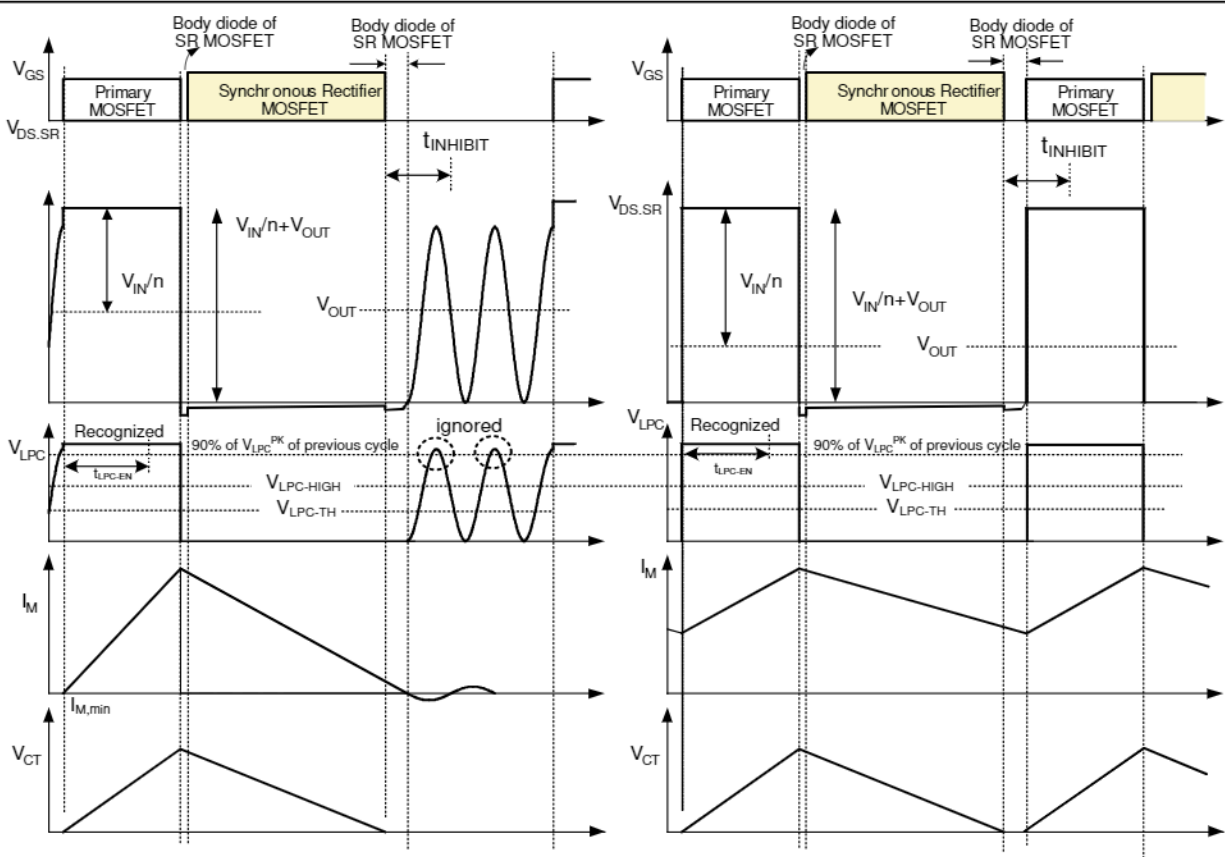 Body diode of
SR MOSFET
Body diode of
SR MOSFET
VGS
Primary
MOSFET
Synchr onous Rectifier
MOSFET
VDS.SR
tINHIBIT
VIN/n+VOUT
VIN/n
VOUT
VLPC
Recognized
tLPC-EN
90% of VLPCPK of previous cycle
ignored
VLPC-HIGH
VLPC-TH
IM
IM,min
VCT
Body diode of
SR MOSFET
Body diode of
SR MOSFET
VGS
Primary
MOSFET
Synchr onous Rectifier
MOSFET
Primary
MOSFET
tINHIBIT
VDS.SR
VIN/n
VIN/n+VOUT
VOUT
VLPC
Recognized
tLPC-EN
90% of VLPCPK of previous cycle
VLPC-HIGH
VLPC-TH
IM
VCT